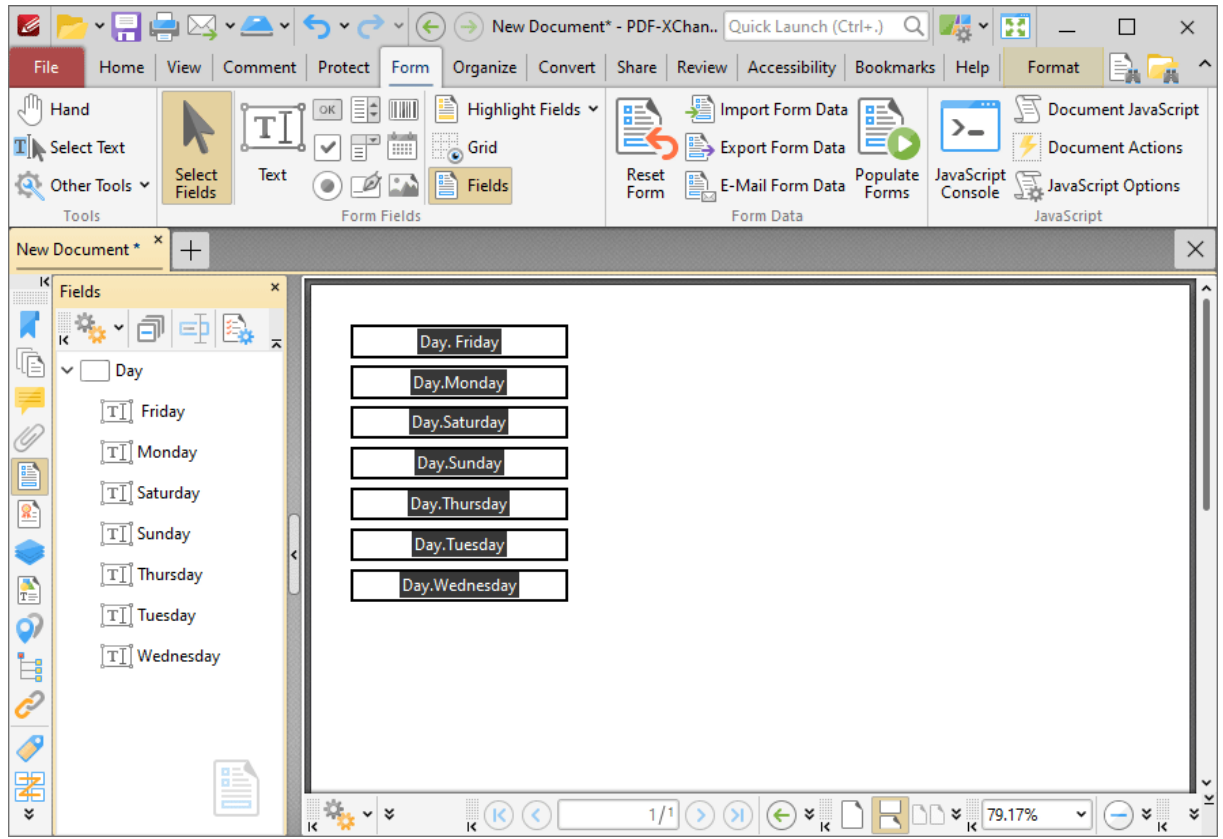 New Document* - PDF-XChan.. Quick Launch (Ctrl+.)
File Home View Comment Protect Form Organize Convert Share Review Accessibility Bookmarks Help Format
Hand
Select Text
Other Tools
Tools
Select Fields
Text
OK
Highlight Fields
Grid
Fields
Form Fields
Reset Form
Import Form Data
Export Form Data
E-Mail Form Data
Populate Forms
Form Data
JavaScript Console
Document JavaScript
Document Actions
JavaScript Options
JavaScript
New Document *
Fields
Day
Friday
Monday
Saturday
Sunday
Thursday
Tuesday
Wednesday
Day. Friday
Day.Monday
Day.Saturday
Day.Sunday
Day.Thursday
Day.Tuesday
Day.Wednesday
1/1
79.17%